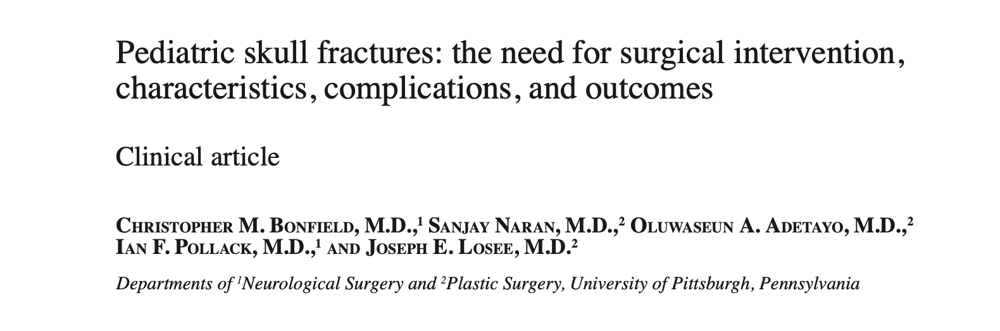 Pediatric skull fractures: the need for surgical intervention,
characteristics, complications, and outcomes
Clinical article
Christopher M. Bonfield, M.D.,¹ Sanjay Naran, M.D.,² Oluwaseun A. Adetayo, M.D.,²
Ian F. Pollack, M.D.,¹ and Joseph E. Losee, M.D.²
Departments of ¹Neurological Surgery and ²Plastic Surgery, University of Pittsburgh, Pennsylvania